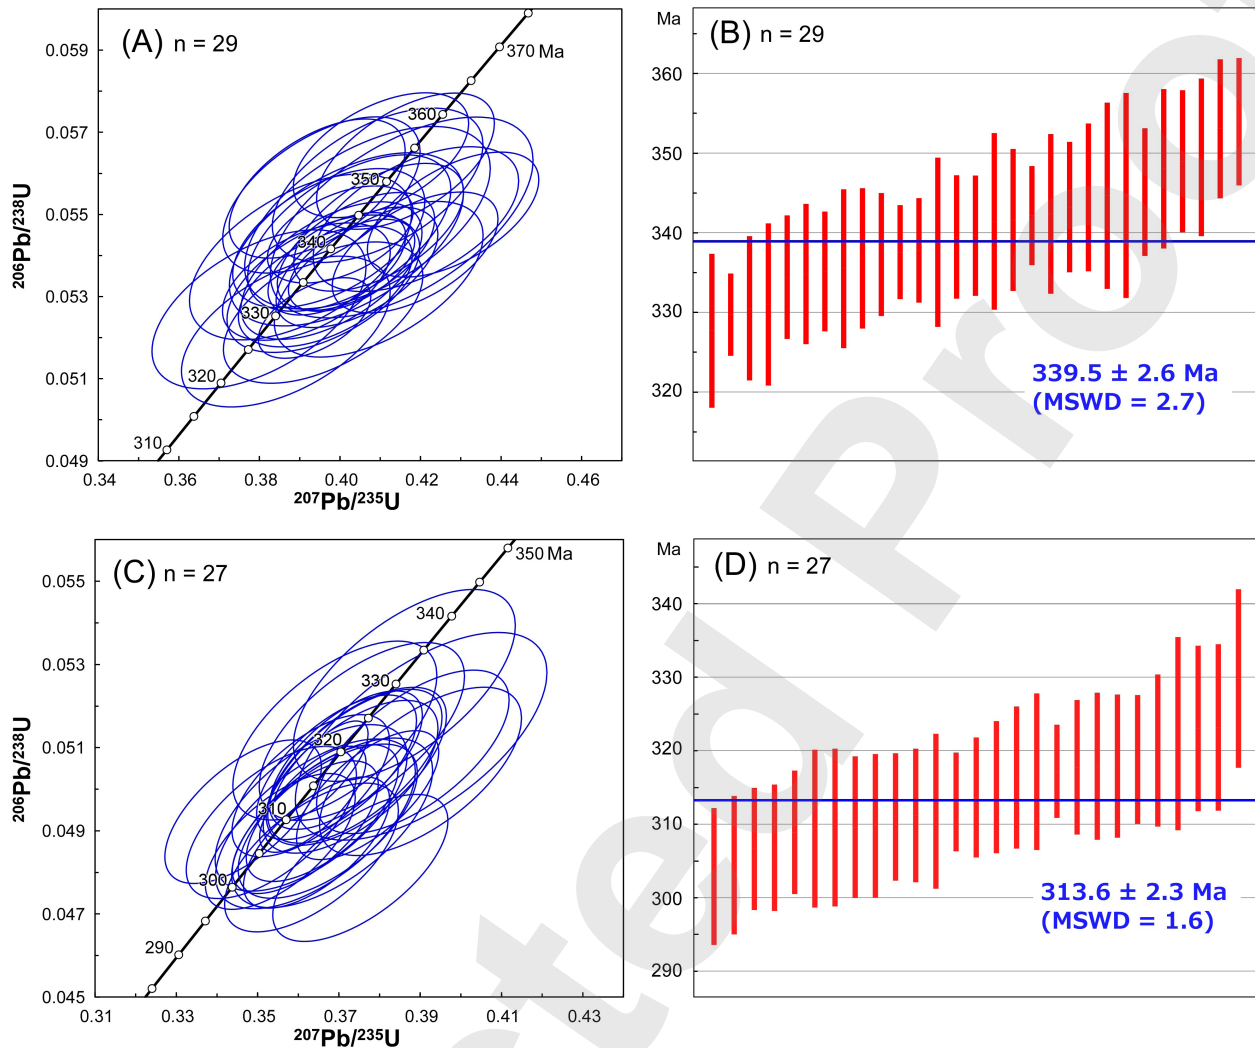 (A) n = 29
0.059
0.057
0.055
0.053
0.051
0.049
²⁰⁶Pb/²³⁸U
370 Ma
360
350
340
330
320
310
0.34 0.36 0.38 0.40 0.42 0.44 0.46
²⁰⁷Pb/²³⁵U
(B) n = 29
Ma
360
350
340
330
320
339.5 ± 2.6 Ma
(MSWD = 2.7)
(C) n = 27
0.055
0.053
0.051
0.049
0.047
0.045
²⁰⁶Pb/²³⁸U
350 Ma
340
330
320
310
300
290
0.31 0.33 0.35 0.37 0.39 0.41 0.43
²⁰⁷Pb/²³⁵U
(D) n = 27
Ma
340
330
320
310
300
290
313.6 ± 2.3 Ma
(MSWD = 1.6)